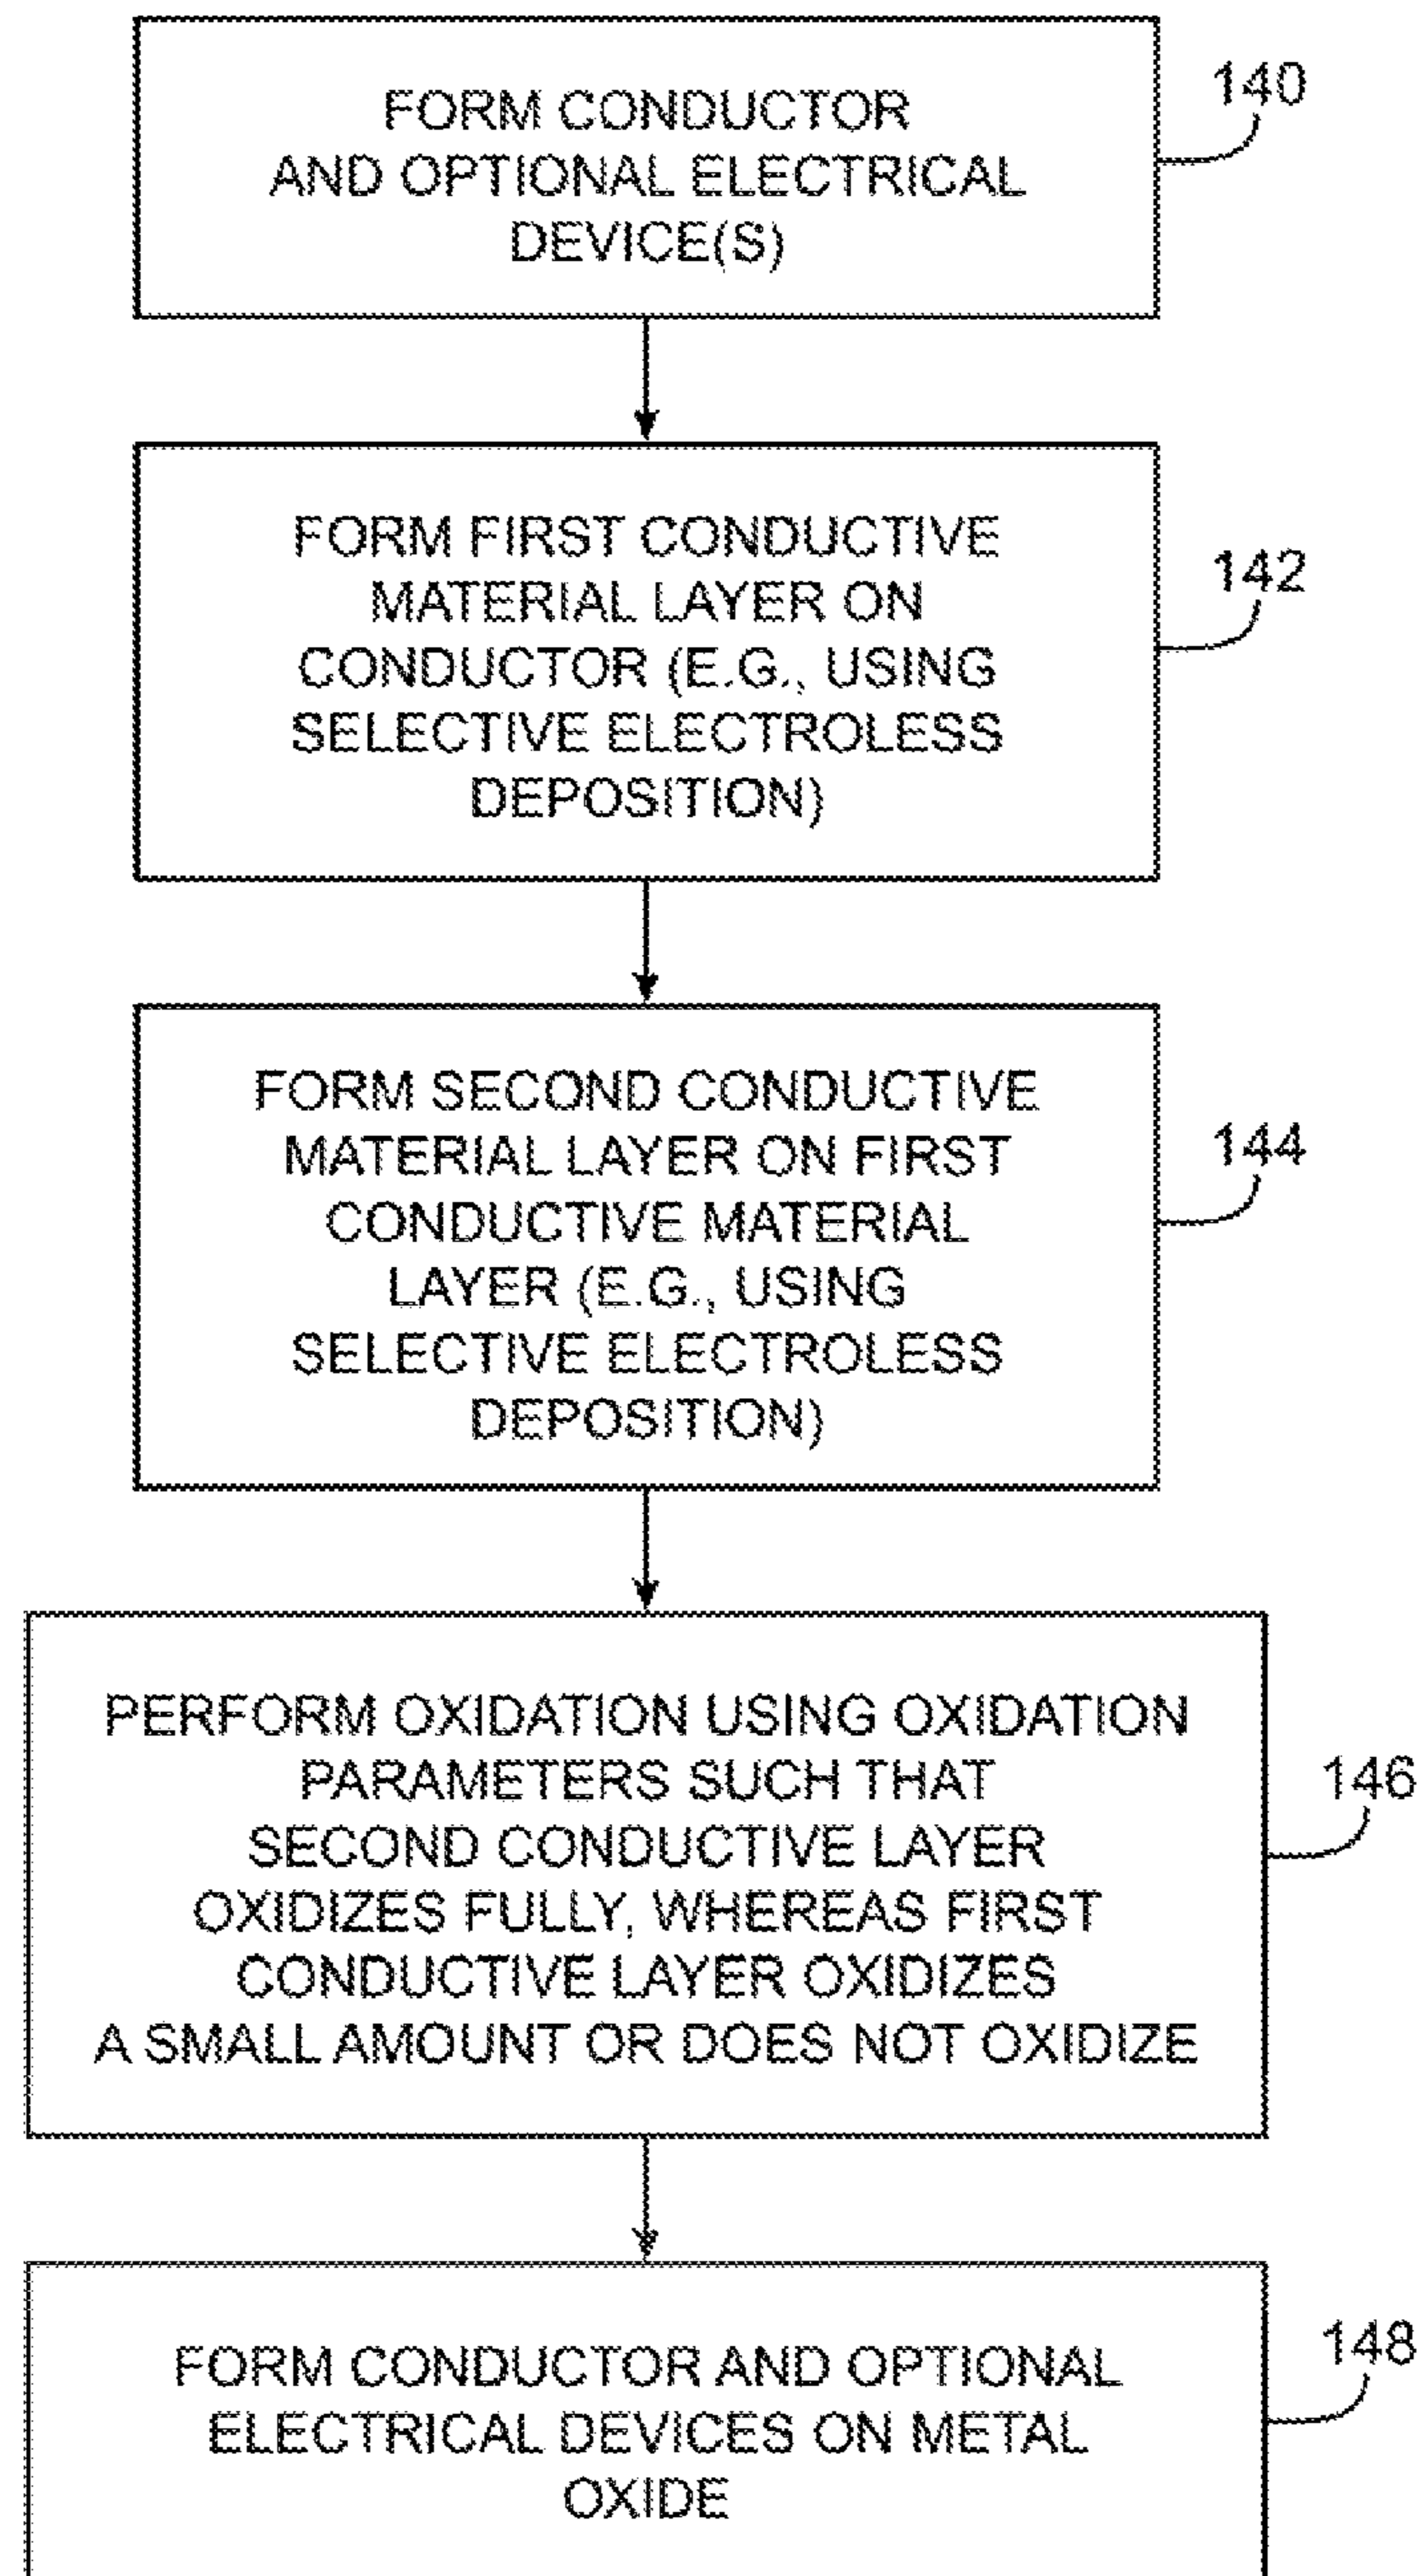 FORM CONDUCTOR
AND OPTIONAL ELECTRICAL
DEVICE(S)
140
FORM FIRST CONDUCTIVE
MATERIAL LAYER ON
CONDUCTOR (E.G., USING
SELECTIVE ELECTROLESS
DEPOSITION)
142
FORM SECOND CONDUCTIVE
MATERIAL LAYER ON FIRST
CONDUCTIVE MATERIAL
LAYER (E.G., USING
SELECTIVE ELECTROLESS
DEPOSITION)
144
PERFORM OXIDATION USING OXIDATION
PARAMETERS SUCH THAT
SECOND CONDUCTIVE LAYER
OXIDIZES FULLY, WHEREAS FIRST
CONDUCTIVE LAYER OXIDIZES
A SMALL AMOUNT OR DOES NOT OXIDIZE
146
FORM CONDUCTOR AND OPTIONAL
ELECTRICAL DEVICES ON METAL
OXIDE
148